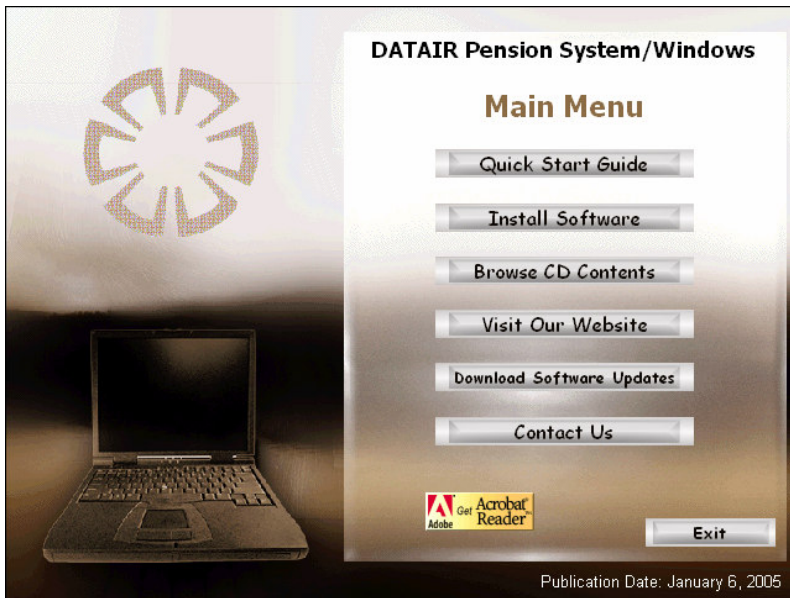 DATAIR Pension System/Windows
Main Menu
Quick Start Guide
Install Software
Browse CD Contents
Visit Our Website
Download Software Updates
Contact Us
Adobe
Get Acrobat®
Reader™
Exit
Publication Date: January 6, 2005